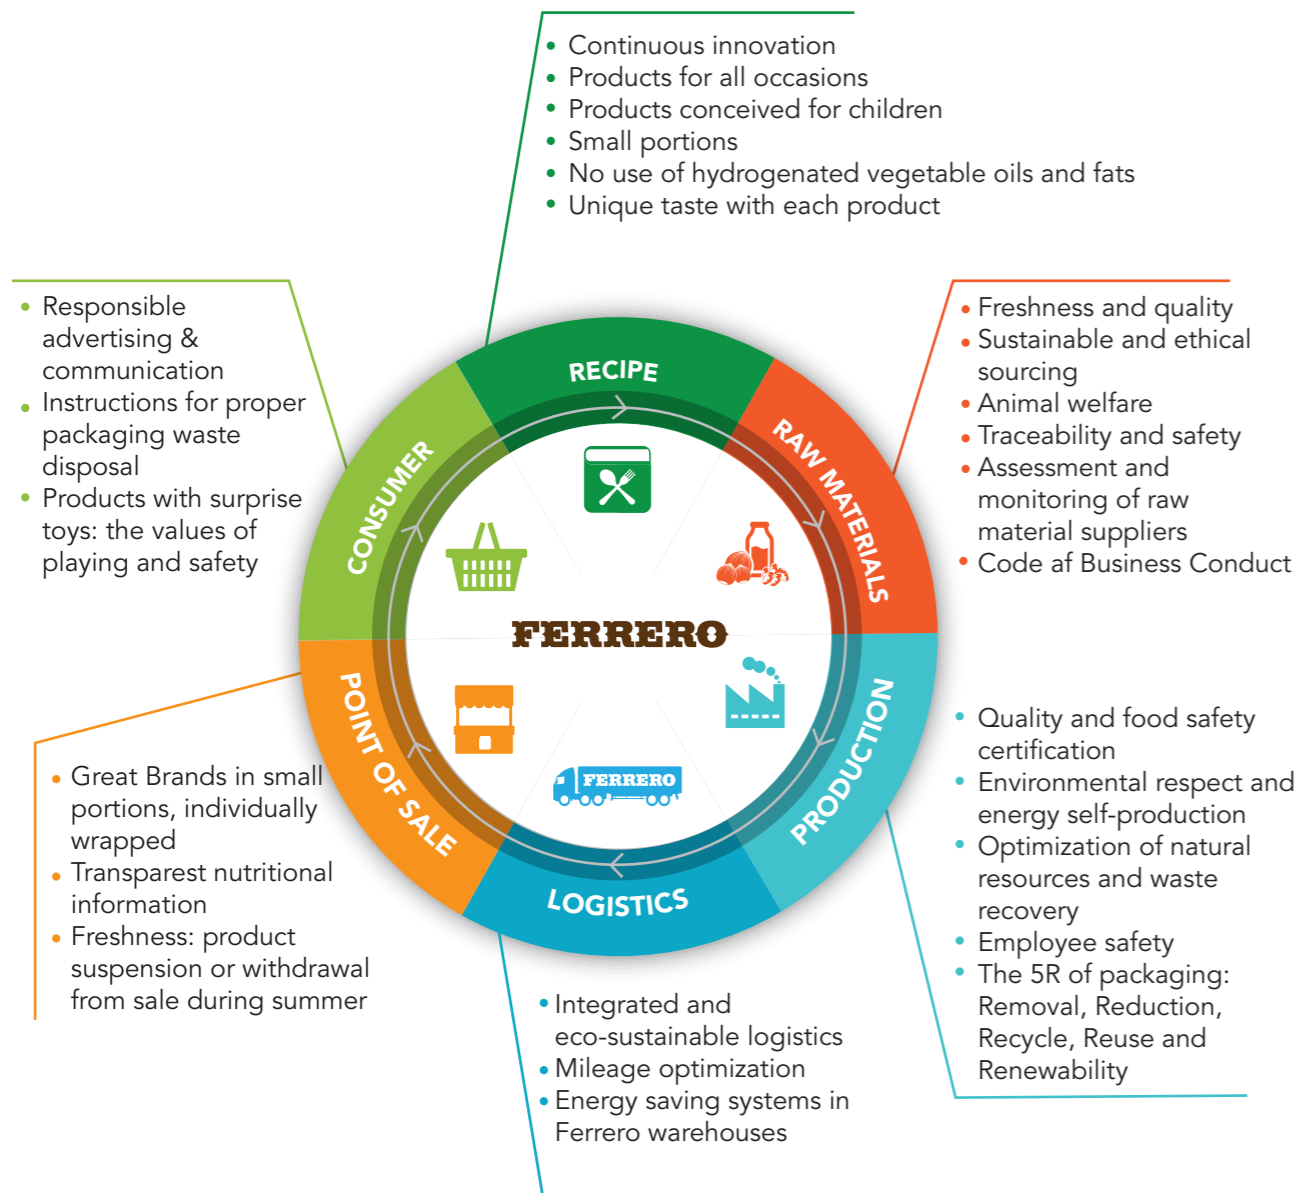 Continuous innovation
Products for all occasions
Products conceived for children
Small portions
No use of hydrogenated vegetable oils and fats
Unique taste with each product
Responsible
advertising &
communication
Instructions for proper
packaging waste
disposal
Products with surprise
toys: the values of
playing and safety
Freshness and quality
Sustainable and ethical
sourcing
Animal welfare
Traceability and safety
Assessment and
monitoring of raw
material suppliers
Code af Business Conduct
RECIPE
RAW MATERIALS
PRODUCTION
LOGISTICS
POINT OF SALE
CONSUMER
FERRERO
FERRERO
Great Brands in small
portions, individually
wrapped
Transparest nutritional
information
Freshness: product
suspension or withdrawal
from sale during summer
Quality and food safety
certification
Environmental respect and
energy self-production
Optimization of natural
resources and waste
recovery
Employee safety
The 5R of packaging:
Removal, Reduction,
Recycle, Reuse and
Renewability
Integrated and
eco-sustainable logistics
Mileage optimization
Energy saving systems in
Ferrero warehouses